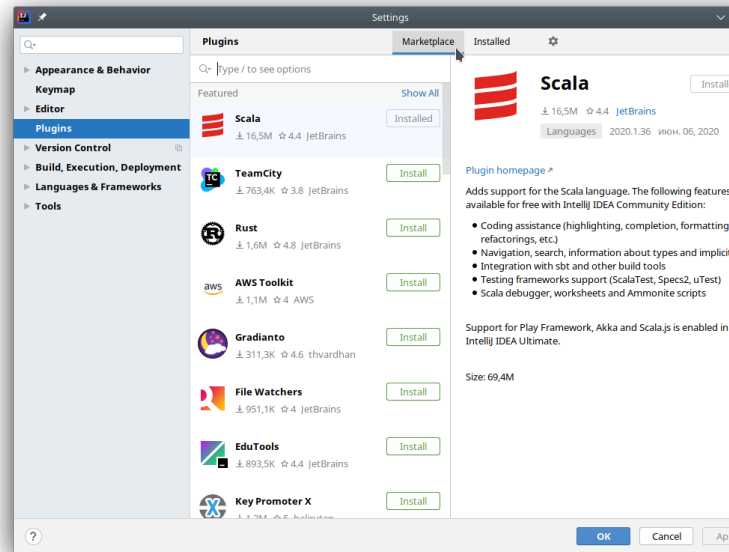 Settings
Plugins
Marketplace
Installed
Appearance & Behavior
Keymap
Editor
Plugins
Version Control
Build, Execution, Deployment
Languages & Frameworks
Tools
Type / to see options
Featured
Show All
Scala
Installed
16,5M 4.4 JetBrains
TC
TeamCity
Install
763,4K 3.8 JetBrains
Rust
Install
1,6M 4.8 JetBrains
aws
AWS Toolkit
Install
1,1M 4 AWS
Gradianto
Install
311,3K 4.6 thvardhan
File Watchers
Install
951,1K 4 JetBrains
EduTools
Install
893,5K 4.4 JetBrains
Key Promoter X
Install
Scala
Install
16,5M 4.4 JetBrains
Languages 2020.1.36 июн. 06, 2020
Plugin homepage
Adds support for the Scala language. The following features
available for free with IntelliJ IDEA Community Edition:
Coding assistance (highlighting, completion, formatting,
refactorings, etc.)
Navigation, search, information about types and implicit
Integration with sbt and other build tools
Testing frameworks support (ScalaTest, Specs2, uTest)
Scala debugger, worksheets and Ammonite scripts
Support for Play Framework, Akka and Scala.js is enabled in
IntelliJ IDEA Ultimate.
Size: 69,4M
?
OK
Cancel
Ap